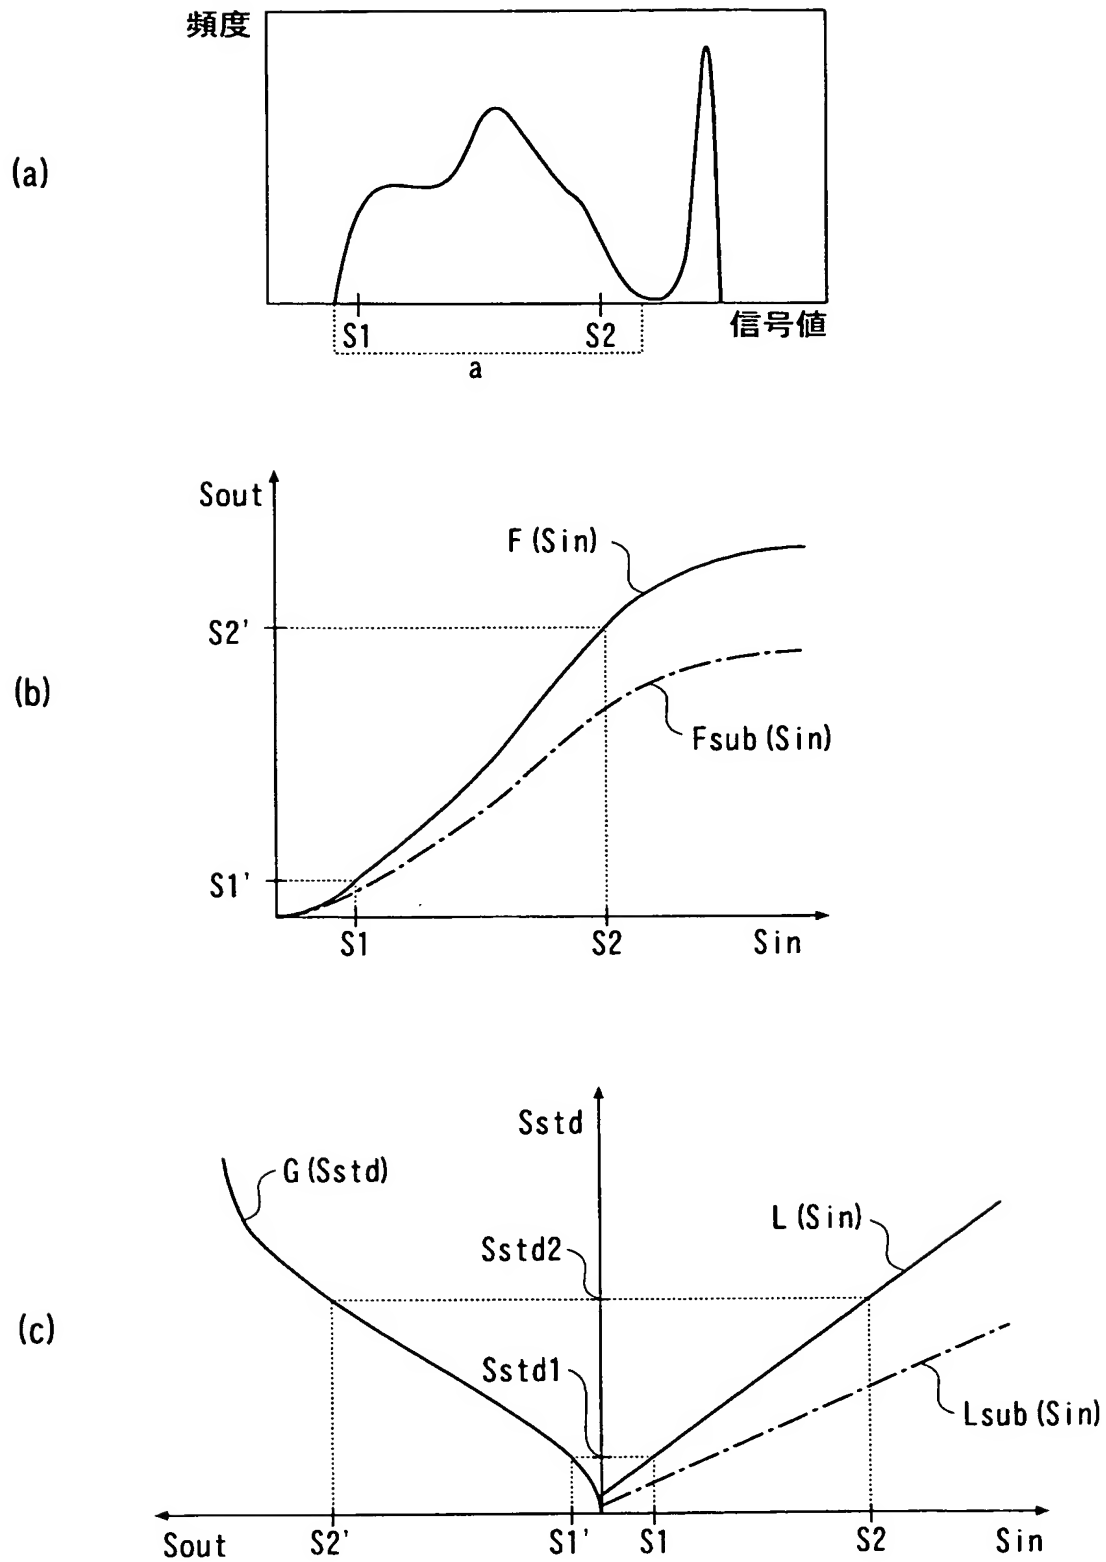 (a)
頻度
S1
S2
信号値
a
(b)
Sout
F(Sin)
S2'
Fsub(Sin)
S1'
S1
S2
Sin
(c)
Sstd
G(Sstd)
L(Sin)
Sstd2
Sstd1
Lsub(Sin)
Sout
S2'
S1'
S1
S2
Sin